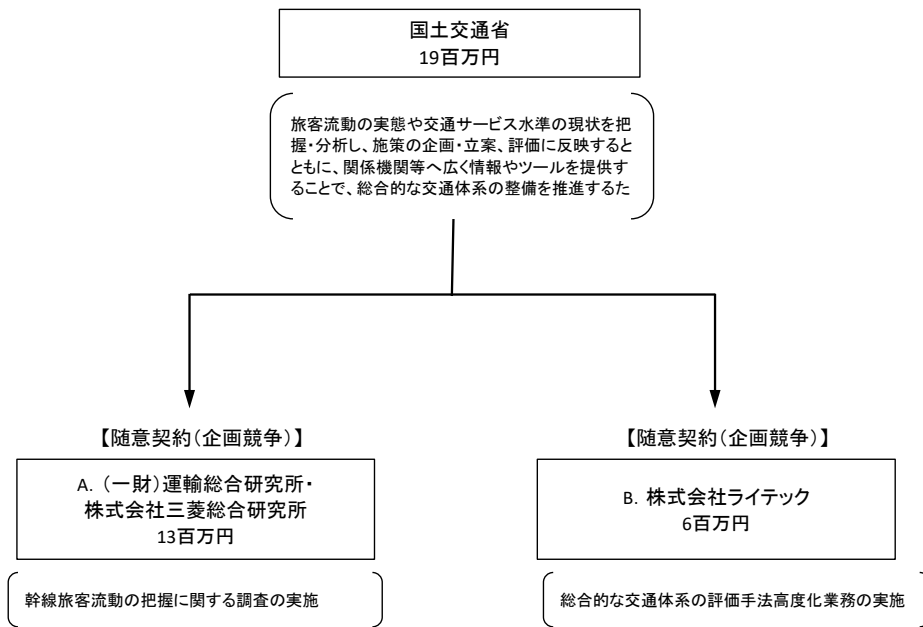 国土交通省
19百万円
旅客流動の実態や交通サービス水準の現状を把
握・分析し、施策の企画・立案、評価に反映すると
ともに、関係機関等へ広く情報やツールを提供す
ることで、総合的な交通体系の整備を推進するた
【随意契約(企画競争)】
A. (一財)運輸総合研究所・
株式会社三菱総合研究所
13百万円
幹線旅客流動の把握に関する調査の実施
【随意契約(企画競争)】
B. 株式会社ライテック
6百万円
総合的な交通体系の評価手法高度化業務の実施